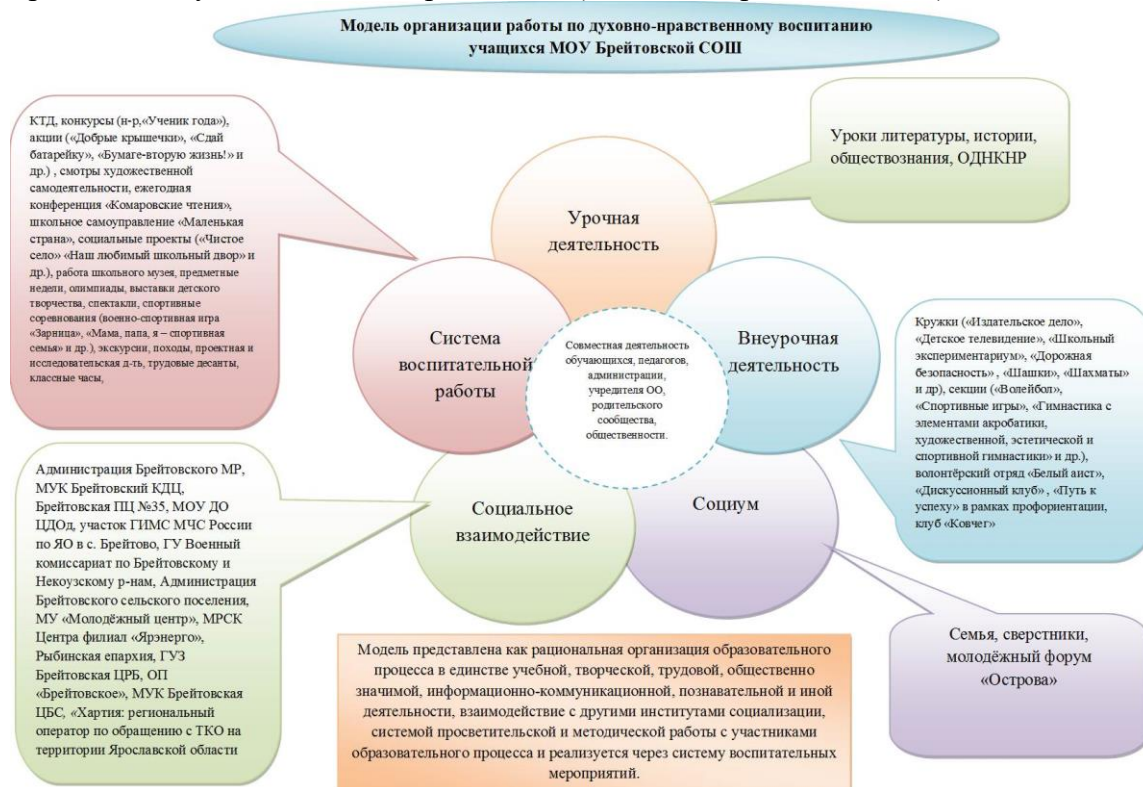 Модель организации работы по духовно-нравственному воспитанию
учащихся МОУ Брейтовской СОШ
КТД, конкурсы (н-р,«Ученик года»),
акции («Добрые крышечки», «Сдай
батарейку», «Бумаге-вторую жизнь!» и
др.) , смотры художественной
самодеятельности, ежегодная
конференция «Комаровские чтения»,
школьное самоуправление «Маленькая
страна», социальные проекты («Чистое
село» «Наш любимый школьный двор» и
др.), работа школьного музея, предметные
недели, олимпиады, выставки детского
творчества, спектакли, спортивные
соревнования (военно-спортивная игра
«Зарница», «Мама, папа, я – спортивная
семья» и др.), экскурсии, походы, проектная и
исследовательская д-ть, трудовые десанты,
классные часы,
Уроки литературы, истории,
обществознания, ОДНКНР
Урочная
деятельность
Система
воспитательной
работы
Совместная деятельность
обучающихся, педагогов,
администрации,
учредителя ОО,
родительского
сообщества,
общественности.
Внеурочная
деятельность
Кружки («Издательское дело»,
«Детское телевидение», «Школьный
экспериментариум», «Дорожная
безопасность» , «Шашки», «Шахматы»
и др), секции («Волейбол»,
«Спортивные игры», «Гимнастика с
элементами акробатики,
художественной, эстетической и
спортивной гимнастики» и др.),
волонтёрский отряд «Белый аист»,
«Дискуссионный клуб» , «Путь к
успеху» в рамках профориентации,
клуб «Ковчег»
Администрация Брейтовского МР,
МУК Брейтовский КДЦ,
Брейтовская ПЦ №35, МОУ ДО
ЦДОд, участок ГИМС МЧС России
по ЯО в с. Брейтово, ГУ Военный
комиссариат по Брейтовскому и
Некоузскому р-нам, Администрация
Брейтовского сельского поселения,
МУ «Молодёжный центр», МРСК
Центра филиал «Ярэнерго»,
Рыбинская епархия, ГУЗ
Брейтовская ЦРБ, ОП
«Брейтовское», МУК Брейтовская
ЦБС, «Хартия: региональный
оператор по обращению с ТКО на
территории Ярославской области
Социальное
взаимодействие
Социум
Семья, сверстники,
молодёжный форум
«Острова»
Модель представлена как рациональная организация образовательного
процесса в единстве учебной, творческой, трудовой, общественно
значимой, информационно-коммуникационной, познавательной и иной
деятельности, взаимодействие с другими институтами социализации,
системой просветительской и методической работы с участниками
образовательного процесса и реализуется через систему воспитательных
мероприятий.